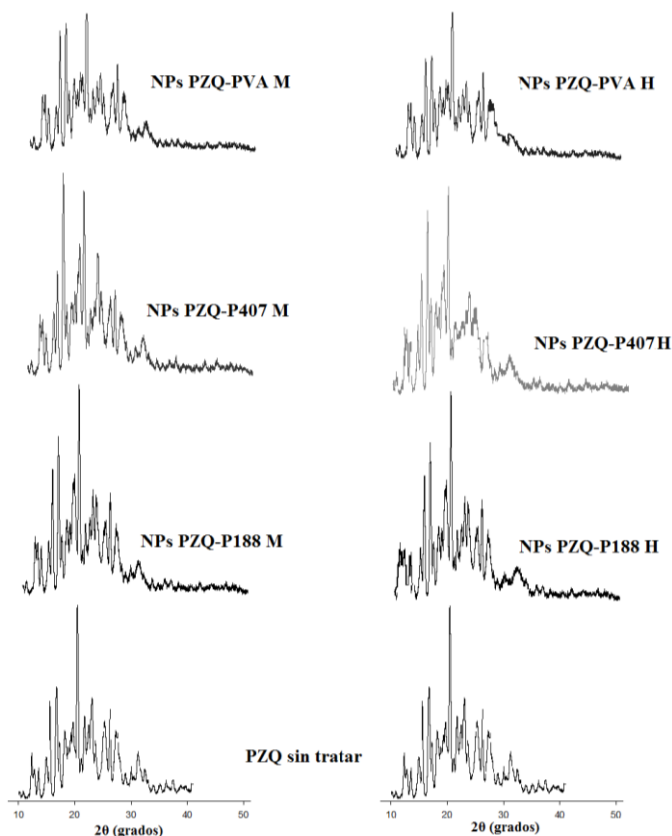 NPs PZQ-PVA M
NPs PZQ-PVA H
NPs PZQ-P407 M
NPs PZQ-P407 H
NPs PZQ-P188 M
NPs PZQ-P188 H
PZQ sin tratar
10 20 30 40 50
2θ (grados)
10 20 30 40 50
2θ (grados)